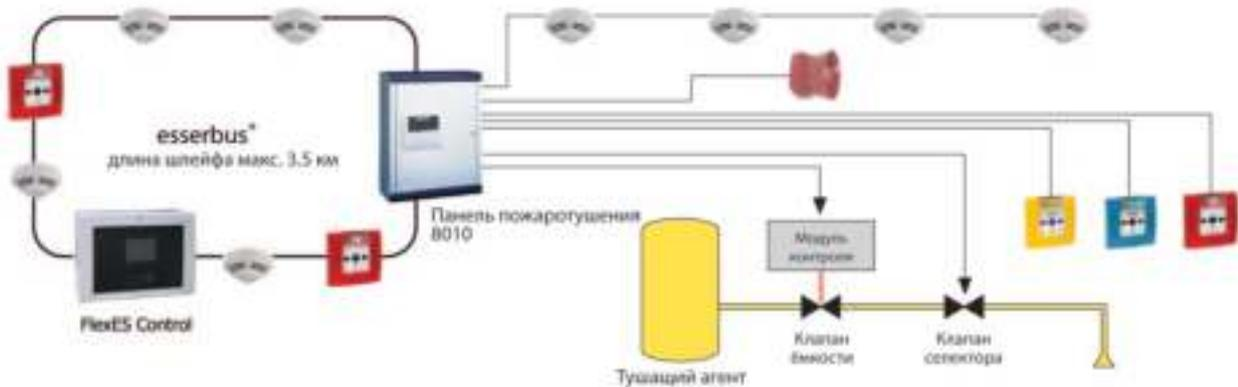 esserbus®
длина шлейфа макс. 3.5 км
Панель пожаротушения
8010
FlexES Control
Модуль
контроля
Клапан
ёмкости
Клапан
селектора
Тушащий агент